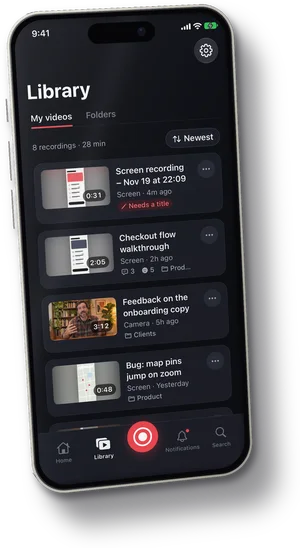 9:41
Library
My videos
Folders
8 recordings · 28 min
Newest
Screen recording
– Nov 19 at 22:09
Screen · 4m ago
Needs a title
0:31
Checkout flow
walkthrough
Screen · 2h ago
3 5 Prod...
2:05
Feedback on the
onboarding copy
Camera · 5h ago
Clients
3:12
Bug: map pins
jump on zoom
Screen · Yesterday
Product
0:48
Home
Library
Notifications
Search